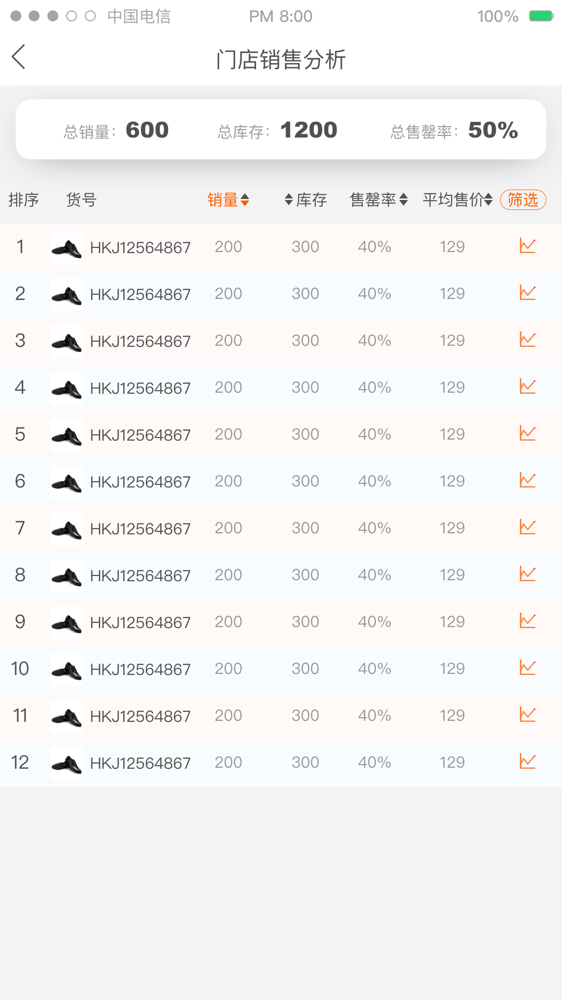 中国电信 PM 8:00 100%
门店销售分析
总销量: 600 总库存: 1200 总售罄率: 50%
排序 货号 销量 库存 售罄率 平均售价 筛选
1 HKJ12564867 200 300 40% 129
2 HKJ12564867 200 300 40% 129
3 HKJ12564867 200 300 40% 129
4 HKJ12564867 200 300 40% 129
5 HKJ12564867 200 300 40% 129
6 HKJ12564867 200 300 40% 129
7 HKJ12564867 200 300 40% 129
8 HKJ12564867 200 300 40% 129
9 HKJ12564867 200 300 40% 129
10 HKJ12564867 200 300 40% 129
11 HKJ12564867 200 300 40% 129
12 HKJ12564867 200 300 40% 129